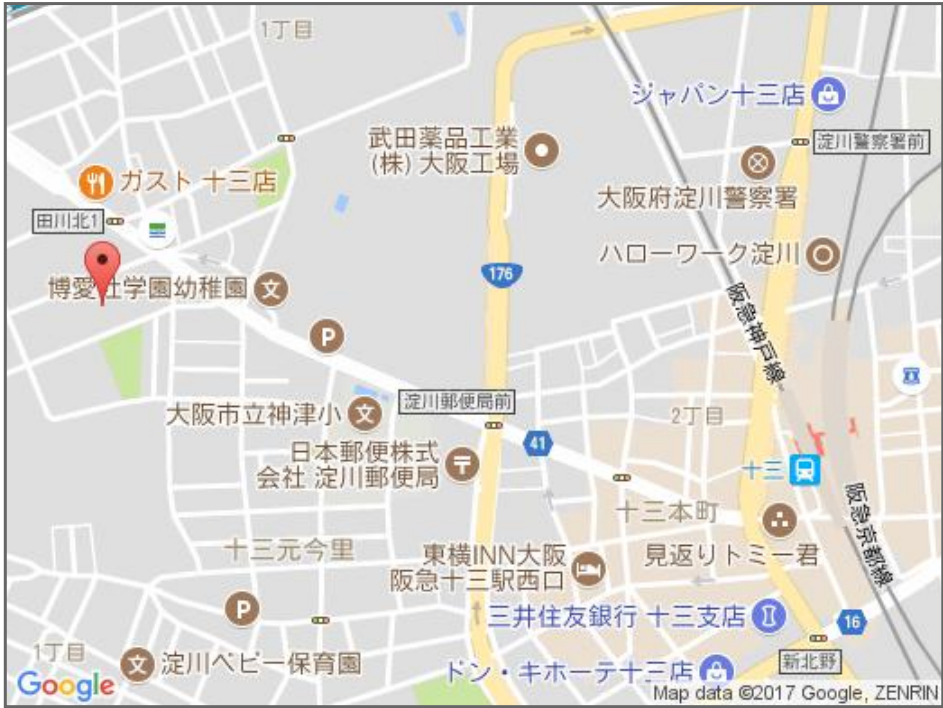 1丁目
ジャパン十三店
武田薬品工業
(株) 大阪工場
淀川警察署前
大阪府淀川警察署
ガスト 十三店
田川北1
ハローワーク淀川
176
博愛社学園幼稚園
文
阪急神戸線
P
淀川郵便局前
大阪市立神津小
文
2丁目
41
日本郵便株式
会社 淀川郵便局
十三
十三本町
阪急京都線
見返りトミー君
十三元今里
東横INN大阪
阪急十三駅西口
P
三井住友銀行 十三支店
16
1丁目
文
淀川ベビー保育園
ドン・キホーテ十三店
新北野
Google
Map data ©2017 Google, ZENRIN